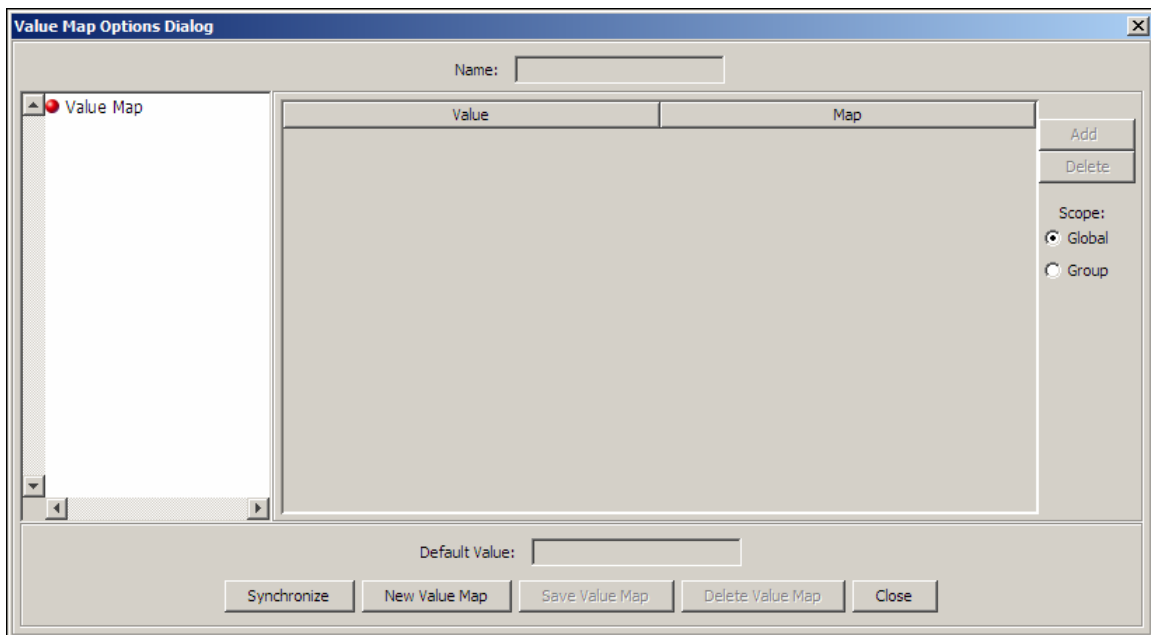 Value Map Options Dialog
Name:
Value Map
Value Map
Add
Delete
Scope:
Global
Group
Default Value:
Synchronize New Value Map Save Value Map Delete Value Map Close